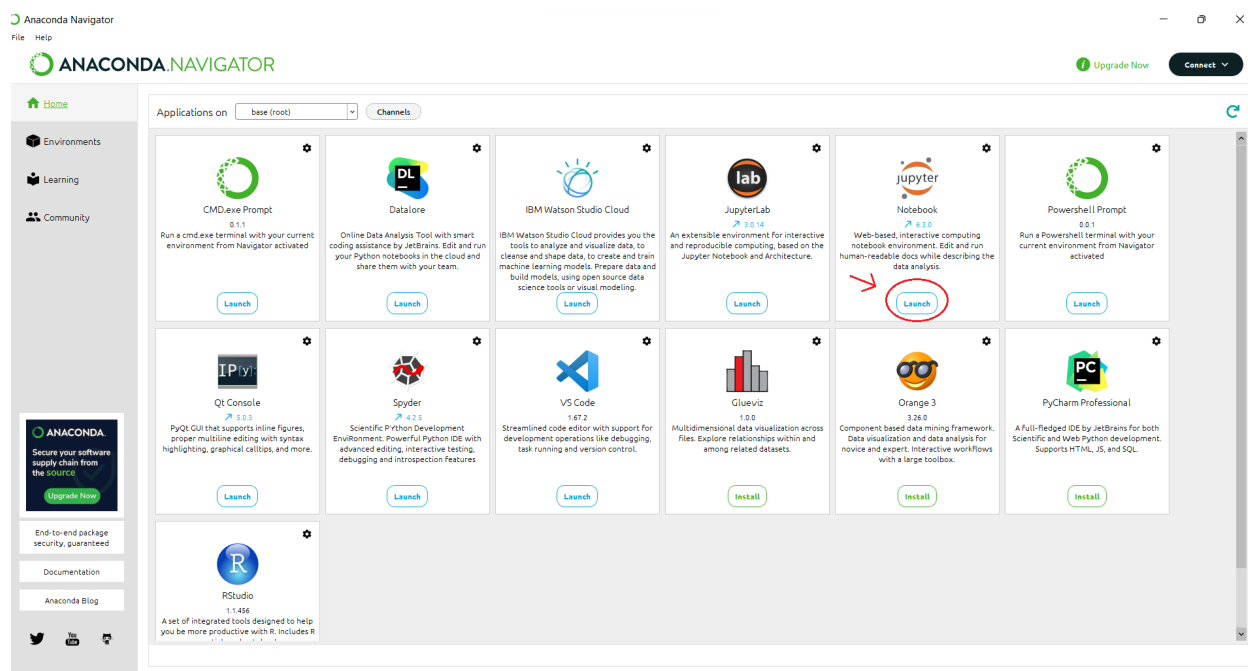 Anaconda Navigator
File Help
ANACONDA.NAVIGATOR
Upgrade Now
Connect
Home
Environments
Learning
Community
Applications on
base (root)
Channels
CMD.exe Prompt
0.1.1
Run a cmd.exe terminal with your current
environment from Navigator activated
Launch
DL
Datalore
Online Data Analysis Tool with smart
coding assistance by JetBrains. Edit and run
your Python notebooks in the cloud and
share them with your team.
Launch
IBM Watson Studio Cloud
IBM Watson Studio Cloud provides you the
tools to analyze and visualize data, to
cleanse and shape data, to create and train
machine learning models. Prepare data and
build models, using open source data
science tools or visual modeling.
Launch
lab
JupyterLab
3.0.14
An extensible environment for interactive
and reproducible computing, based on the
Jupyter Notebook and Architecture.
Launch
jupyter
Notebook
6.3.0
Web-based, interactive computing
notebook environment. Edit and run
human-readable docs while describing the
data analysis.
Launch
Powershell Prompt
0.0.1
Run a Powershell terminal with your
current environment from Navigator
activated
Launch
IP[y]:
Qt Console
5.0.3
PyQt GUI that supports inline figures,
proper multiline editing with syntax
highlighting, graphical calltips, and more.
Launch
Spyder
4.2.5
Scientific PYthon Development
EnviRonment. Powerful Python IDE with
advanced editing, interactive testing,
debugging and introspection features
Launch
VS Code
1.67.2
Streamlined code editor with support for
development operations like debugging,
task running and version control.
Launch
Glueviz
1.0.0
Multidimensional data visualization across
files. Explore relationships within and
among related datasets.
Install
Orange 3
3.26.0
Component based data mining framework.
Data visualization and data analysis for
novice and expert. Interactive workflows
with a large toolbox.
Install
PC
PyCharm Professional
A full-fledged IDE by JetBrains for both
Scientific and Web Python development.
Supports HTML, JS, and SQL.
Install
R
RStudio
1.1.456
A set of integrated tools designed to help
you be more productive with R. Includes R
ANACONDA.
Secure your software
supply chain from
the source
Upgrade Now
End-to-end package
security, guaranteed
Documentation
Anaconda Blog
You
Tube